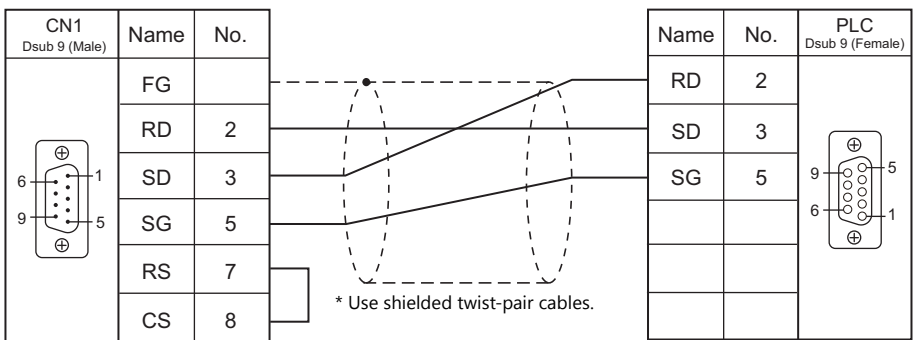 CN1
Dsub 9 (Male)
Name No.
FG
RD 2
SD 3
SG 5
RS 7
CS 8
6 1
9 5
* Use shielded twist-pair cables.
Name No.
PLC
Dsub 9 (Female)
RD 2
SD 3
SG 5
9 5
6 1